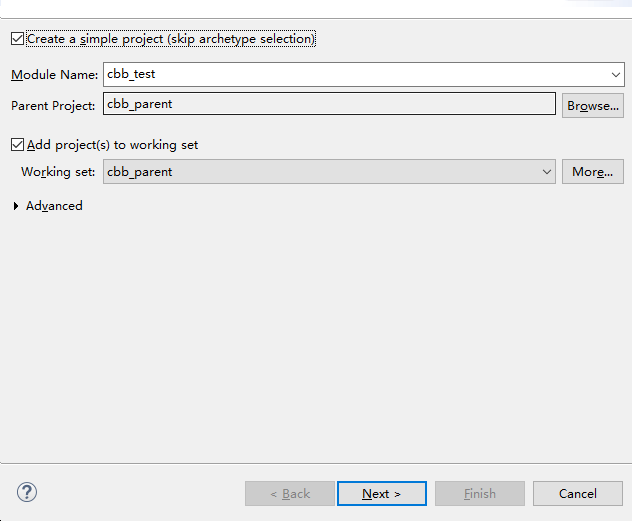 Create a simple project (skip archetype selection)
Module Name: cbb_test
Parent Project: cbb_parent Browse...
Add project(s) to working set
Working set: cbb_parent More...
Advanced
? < Back Next > Finish Cancel